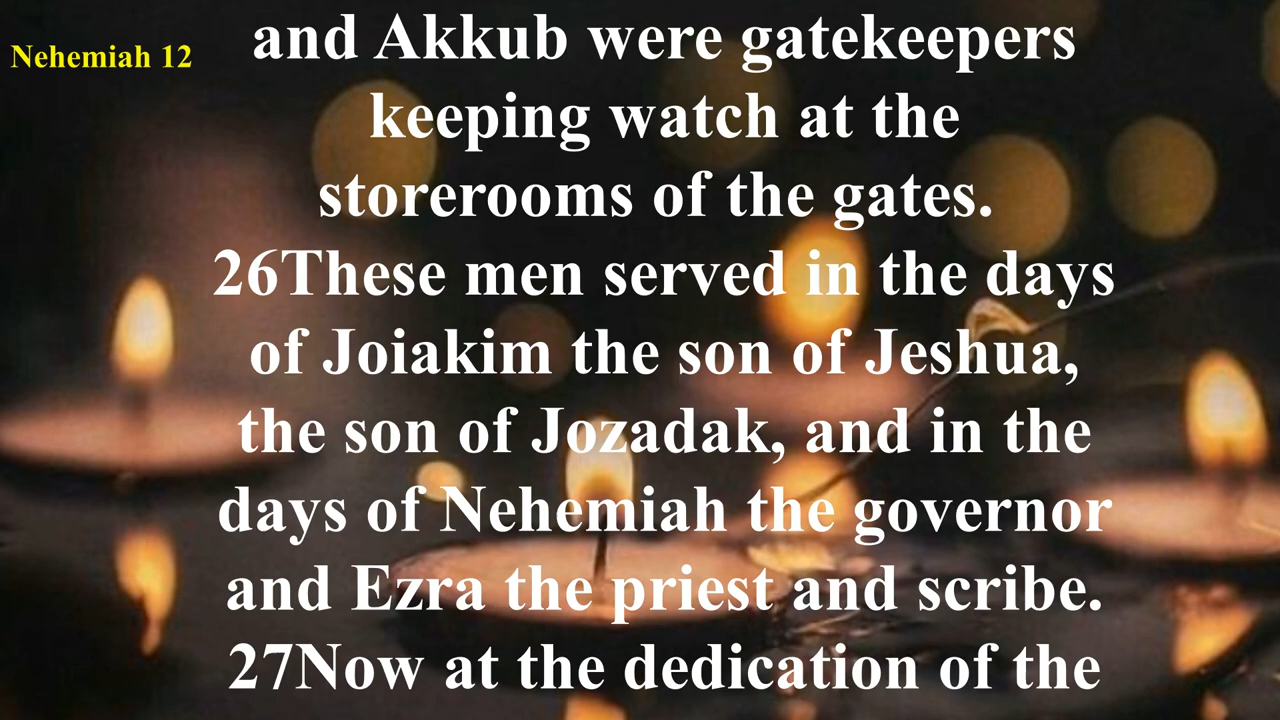 Nehemiah 12
and Akkub were gatekeepers
keeping watch at the
storerooms of the gates.
26These men served in the days
of Joiakim the son of Jeshua,
the son of Jozadak, and in the
days of Nehemiah the governor
and Ezra the priest and scribe.
27Now at the dedication of the